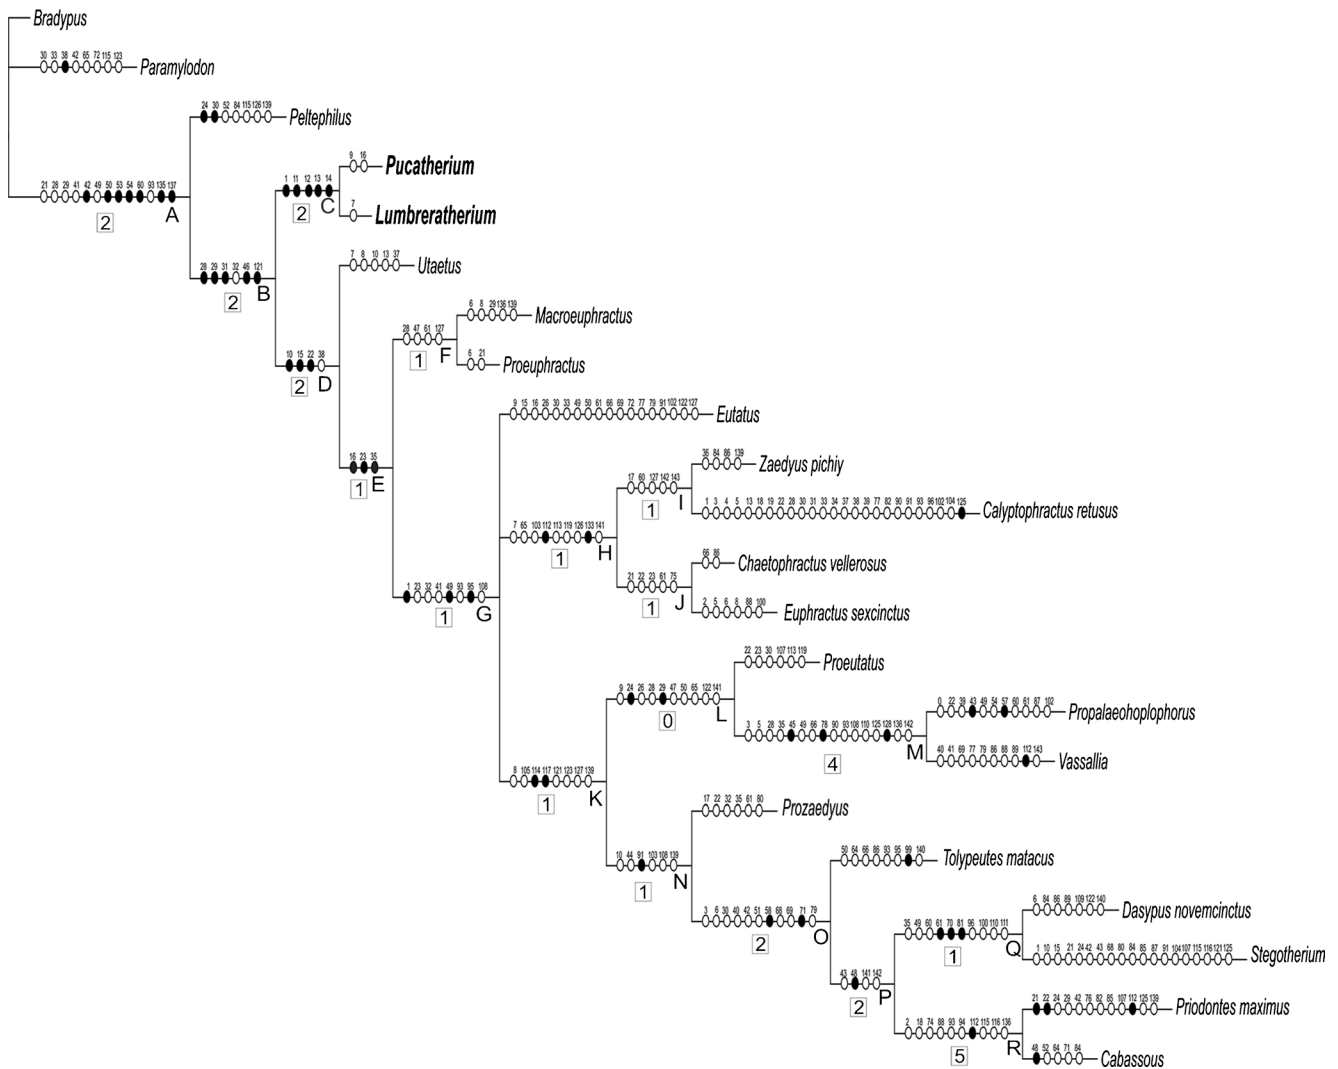 Bradypus
30 33 38 42 65 72 115 123
Paramylodon
24 30 52 84 115 126 139
Peltephilus
9 16
Pucatherium
1 11 12 13 14
2
C
7
Lumbreratherium
21 28 29 41 42 49 50 53 54 60 93 135 137
2
A
28 29 31 32 46 121
2
B
7 8 10 13 37
Utaetus
10 15 22 38
2
D
6 8 29 136 139
Macroeuphractus
28 47 61 127
1
F
6 21
Proeuphractus
16 23 35
1
E
9 15 16 26 30 33 49 50 61 66 69 72 77 79 91 102 122 127
Eutatus
36 84 86 139
Zaedyus pichiy
17 60 127 142 143
1
I
1 3 4 5 13 18 19 22 28 30 31 33 34 37 38 39 77 82 90 91 93 96 102 104 125
Calyptophractus retusus
7 65 103 112 113 119 126 133 141
1
H
66 86
Chaetophractus vellerosus
21 22 23 61 75
1
J
2 5 6 8 88 100
Euphractus sexcinctus
1 23 32 41 49 93 95 108
1
G
22 23 30 107 113 119
Proeutatus
9 24 26 28 29 47 50 65 122 141
0
L
0 22 39 43 49 54 57 60 61 87 102
Propalaeohoplophorus
3 5 28 35 45 49 66 78 90 93 108 110 125 128 136 142
4
M
40 41 69 77 79 86 88 89 112 143
Vassallia
8 105 114 117 121 123 127 139
1
K
17 22 32 35 61 80
Prozaedyus
10 44 91 103 108 139
1
N
50 64 66 86 93 95 99 140
Tolypeutes matacus
3 6 30 40 42 51 58 68 69 71 79
2
O
6 84 86 89 109 122 140
Dasypus novemcinctus
35 49 60 61 70 81 96 100 110 111
1
Q
1 10 15 21 24 42 43 68 80 84 85 87 91 104 107 115 116 121 125
Stegotherium
43 48 141 142
2
P
21 22 24 29 42 76 82 85 107 112 125 139
Priodontes maximus
2 18 74 88 93 94 112 115 116 136
5
R
48 52 64 71 84
Cabassous